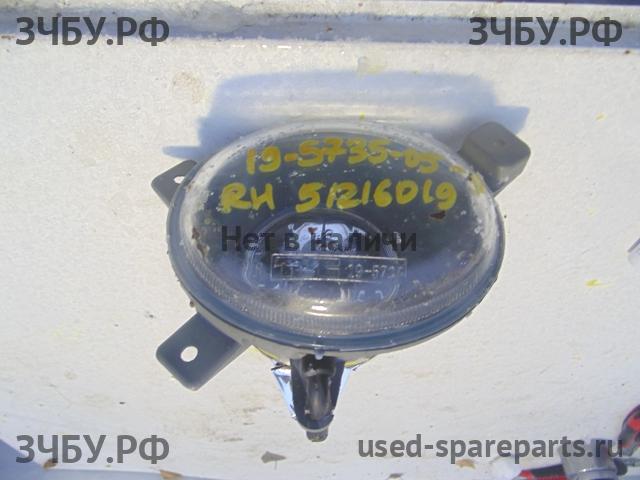 ЗЧБУ.РФ ЗЧБУ.РФ
19-5735-05
RH 51216019
Нет в наличи
ЗЧБУ.РФ used-spareparts.ru